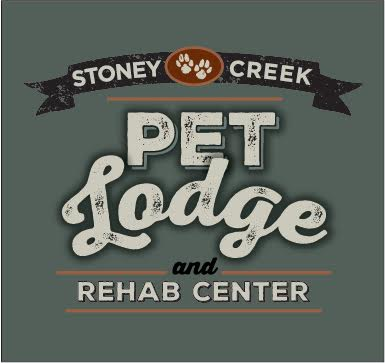 STONEY CREEK
PET
Lodge
and
REHAB CENTER